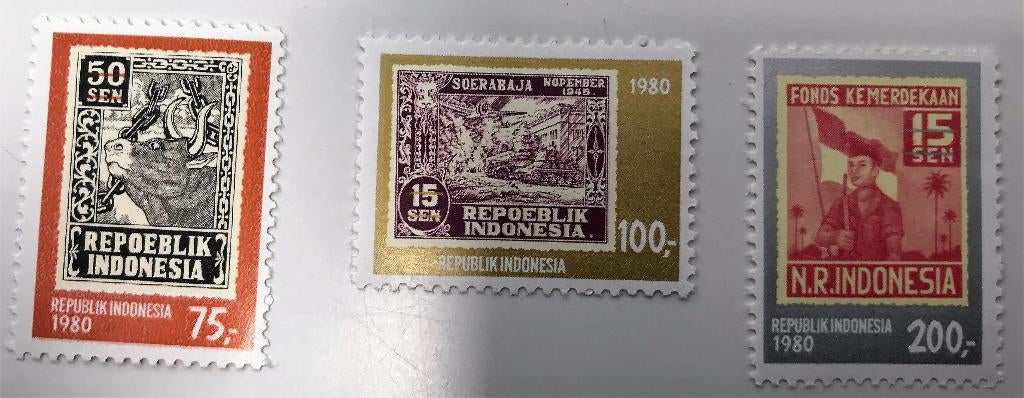 50
SEN
REPOEBLIK
INDONESIA
REPUBLIK INDONESIA
1980
75,-
SOERABAJA NOPEMBER
1945
1980
15
SEN
REPOEBLIK
INDONESIA.
100,-
REPUBLIK INDONESIA
FONDS KEMERDEKAAN
15
SEN
N.R. INDONESIA
REPUBLIK INDONESIA
1980
200,-